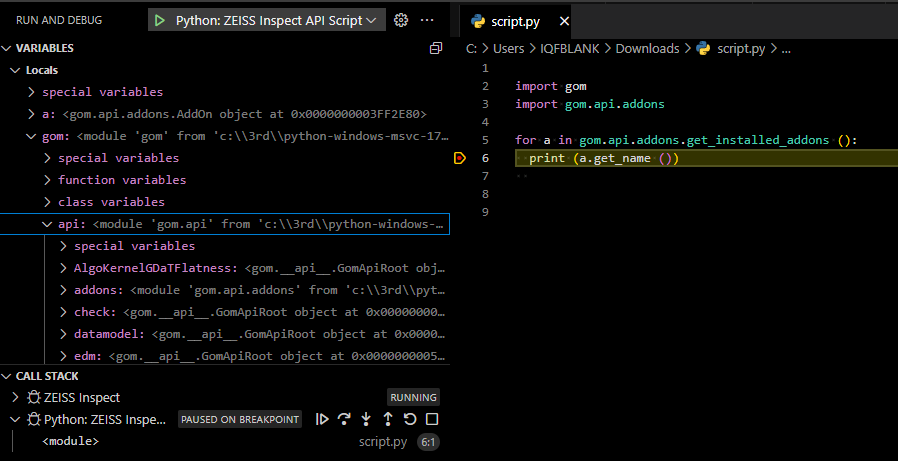 RUN AND DEBUG
Python: ZEISS Inspect API Script
VARIABLES
Locals
special variables
a: <gom.api.addons.AddOn object at 0x0000000003FF2E80>
gom: <module 'gom' from 'c:\\3rd\\python-windows-msvc-17...
special variables
function variables
class variables
api: <module 'gom.api' from 'c:\\3rd\\python-windows-...
special variables
AlgoKernelGDaTFlatness: <gom.__api__.GomApiRoot obj...
addons: <module 'gom.api.addons' from 'c:\\3rd\\pyt...
check: <gom.__api__.GomApiRoot object at 0x00000000...
datamodel: <gom.__api__.GomApiRoot object at 0x0000...
edm: <gom.__api__.GomApiRoot object at 0x0000000005...
CALL STACK
ZEISS Inspect
RUNNING
Python: ZEISS Inspe...
PAUSED ON BREAKPOINT
<module>
script.py
6:1
script.py
C: > Users > IQFBLANK > Downloads > script.py > ...
1
2 import gom
3 import gom.api.addons
4
5 for a in gom.api.addons.get_installed_addons ():
6 print (a.get_name ())
7
8
9